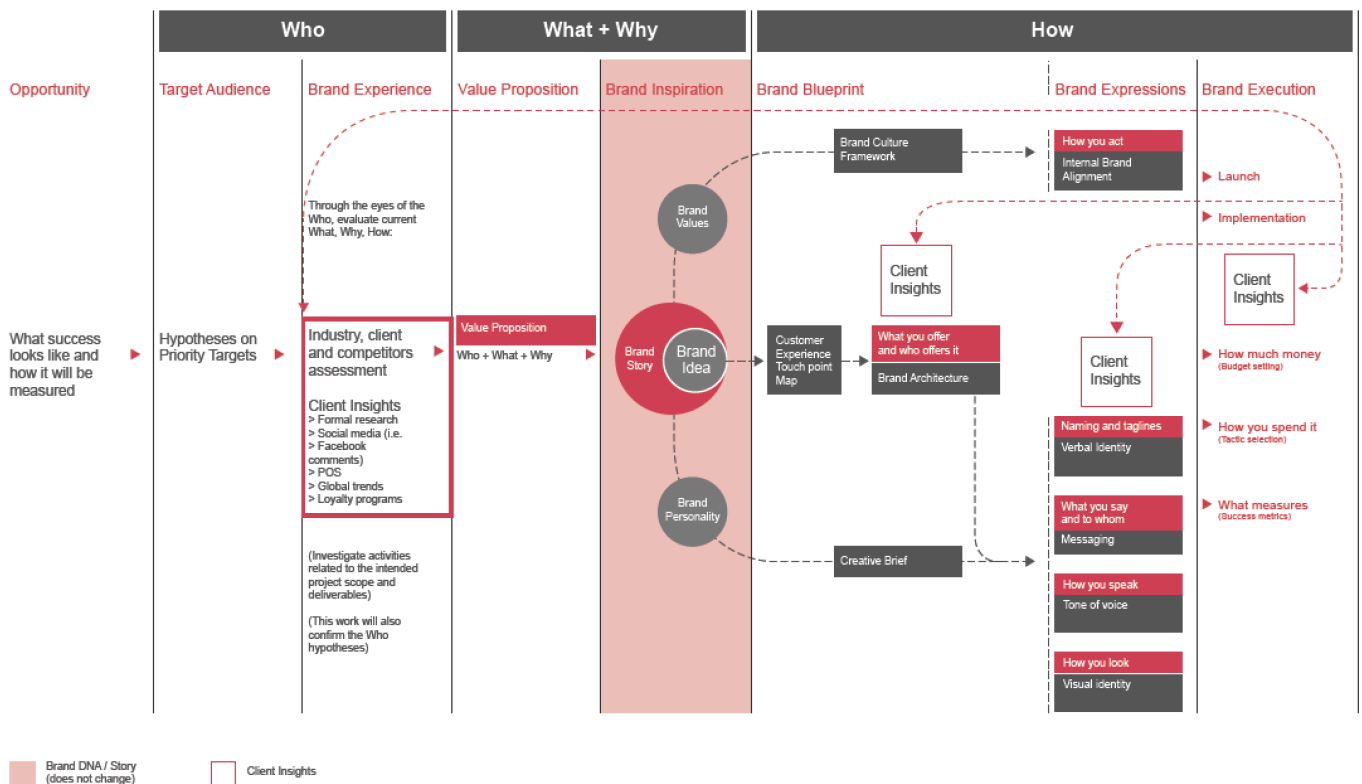 Who
What + Why
How
Opportunity
Target Audience
Brand Experience
Value Proposition
Brand Inspiration
Brand Blueprint
Brand Expressions
Brand Execution
What success
looks like and
how it will be
measured
Hypotheses on
Priority Targets
Through the eyes of the
Who, evaluate current
What, Why, How:
Industry, client
and competitors
assessment
Client Insights
> Formal research
> Social media (i.e.
> Facebook
comments)
> POS
> Global trends
> Loyalty programs
(Investigate activities
related to the intended
project scope and
deliverables)
(This work will also
confirm the Who
hypotheses)
Value Proposition
Who + What + Why
Brand
Values
Brand
Story
Brand
Idea
Brand
Personality
Brand Culture
Framework
Client
Insights
Customer
Experience
Touch point
Map
What you offer
and who offers it
Brand Architecture
Creative Brief
How you act
Internal Brand
Alignment
Client
Insights
Naming and taglines
Verbal Identity
What you say
and to whom
Messaging
How you speak
Tone of voice
How you look
Visual identity
Launch
Implementation
Client
Insights
How much money
(Budget setting)
How you spend it
(Tactic selection)
What measures
(Success metrics)
Brand DNA / Story
(does not change)
Client Insights